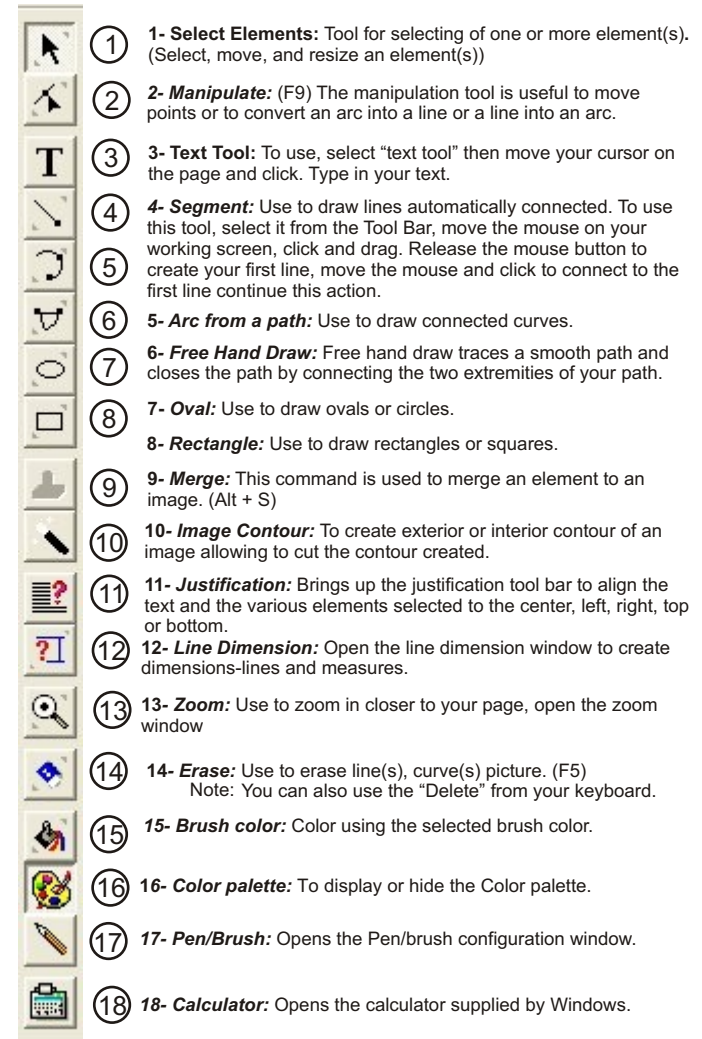 1
1- Select Elements: Tool for selecting of one or more element(s).
(Select, move, and resize an element(s))
2
2- Manipulate: (F9) The manipulation tool is useful to move
points or to convert an arc into a line or a line into an arc.
T
3
3- Text Tool: To use, select “text tool” then move your cursor on
the page and click. Type in your text.
4
4- Segment: Use to draw lines automatically connected. To use
this tool, select it from the Tool Bar, move the mouse on your
working screen, click and drag. Release the mouse button to
create your first line, move the mouse and click to connect to the
first line continue this action.
5
5- Arc from a path: Use to draw connected curves.
6
6- Free Hand Draw: Free hand draw traces a smooth path and
closes the path by connecting the two extremities of your path.
7
7- Oval: Use to draw ovals or circles.
8
8- Rectangle: Use to draw rectangles or squares.
9
9- Merge: This command is used to merge an element to an
image. (Alt + S)
10
10- Image Contour: To create exterior or interior contour of an
image allowing to cut the contour created.
?
11
11- Justification: Brings up the justification tool bar to align the
text and the various elements selected to the center, left, right, top
or bottom.
?
12
12- Line Dimension: Open the line dimension window to create
dimensions-lines and measures.
13
13- Zoom: Use to zoom in closer to your page, open the zoom
window
14
14- Erase: Use to erase line(s), curve(s) picture. (F5)
Note: You can also use the “Delete” from your keyboard.
15
15- Brush color: Color using the selected brush color.
16
16- Color palette: To display or hide the Color palette.
17
17- Pen/Brush: Opens the Pen/brush configuration window.
18
18- Calculator: Opens the calculator supplied by Windows.